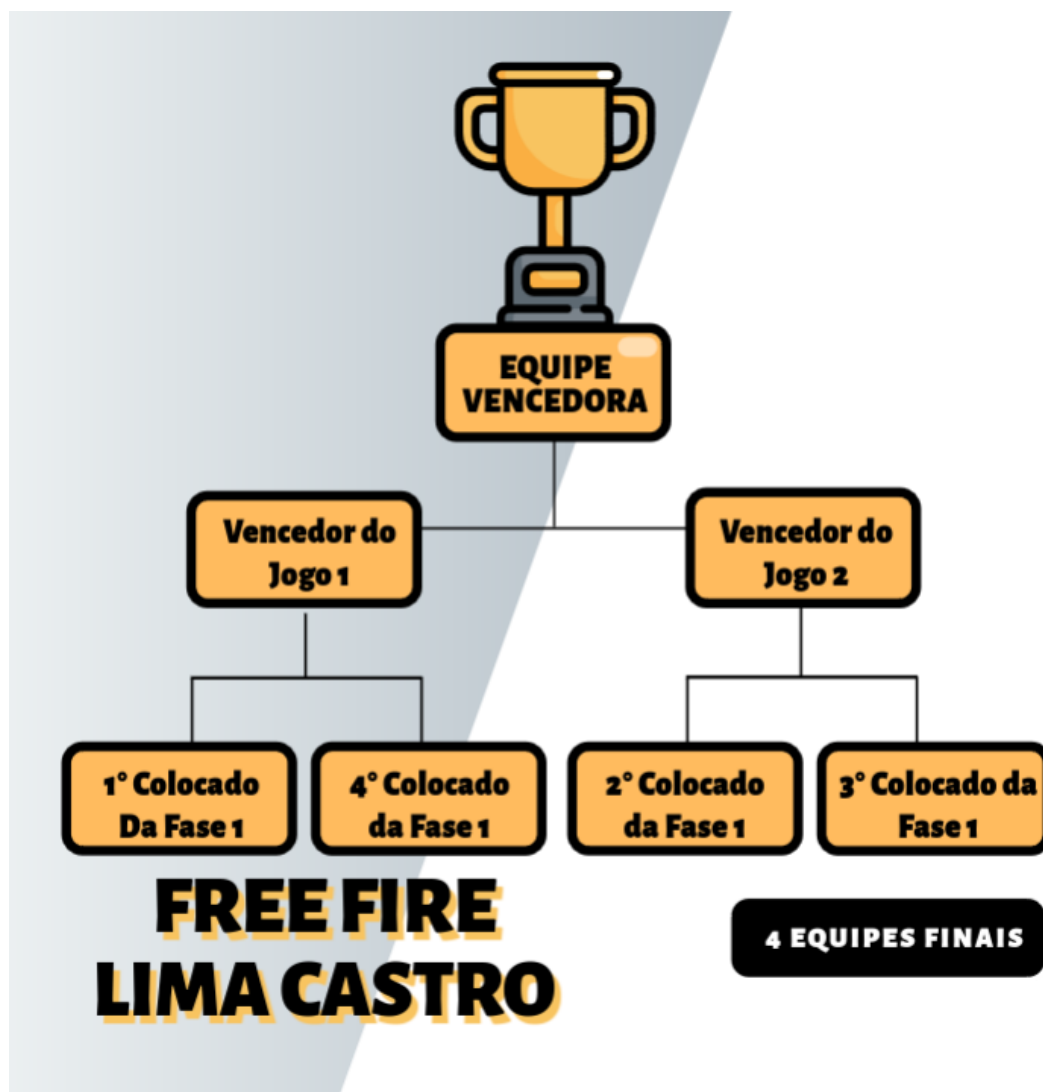 EQUIPE
VENCEDORA
Vencedor do
Jogo 1
Vencedor do
Jogo 2
1° Colocado
Da Fase 1
4° Colocado
da Fase 1
2° Colocado
da Fase 1
3° Colocado da
Fase 1
FREE FIRE
LIMA CASTRO
4 EQUIPES FINAIS